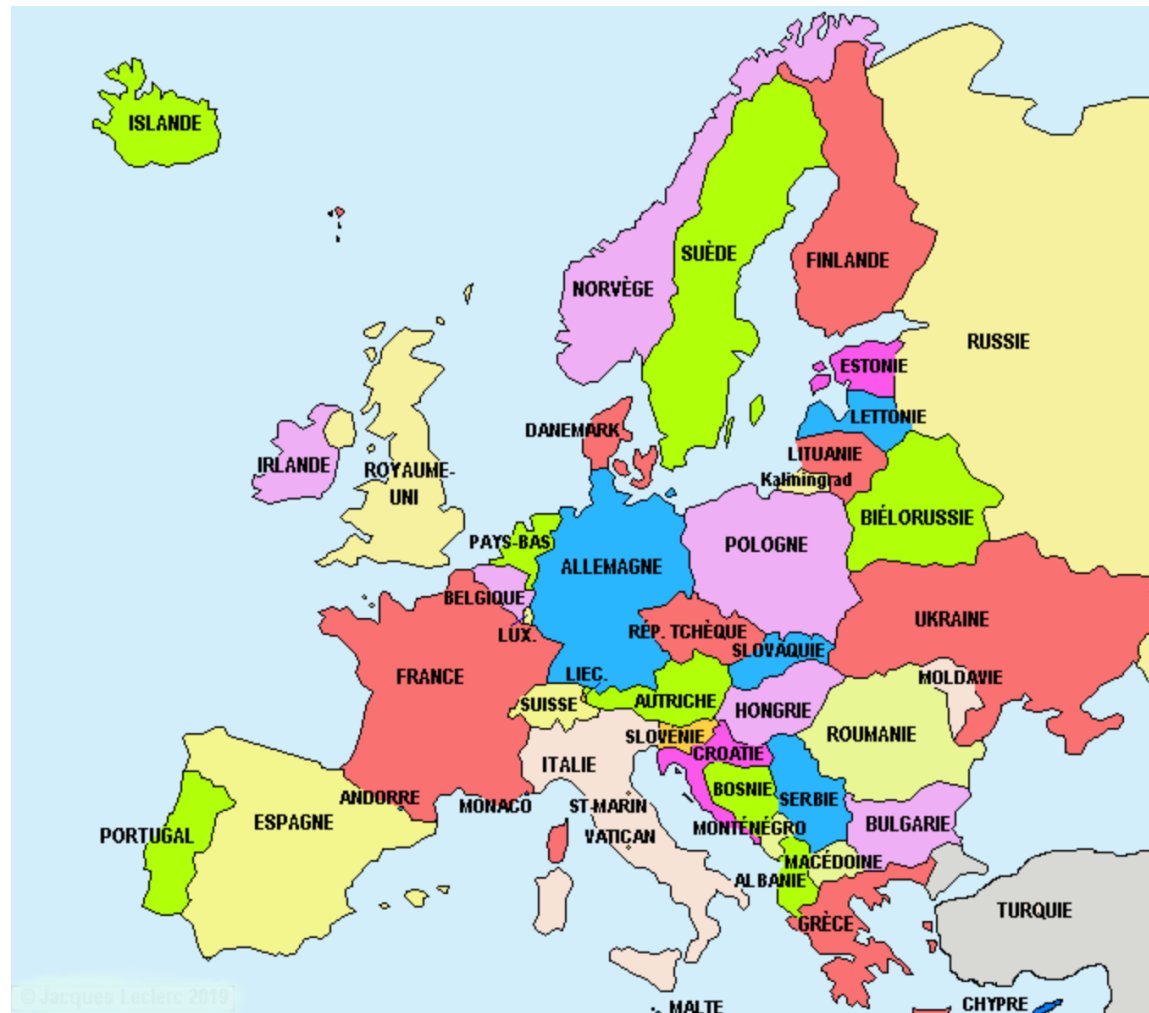 ISLANDE
SUÈDE
FINLANDE
NORVÈGE
RUSSIE
ESTONIE
LETTONIE
DANEMARK
LITUANIE
IRLANDE
ROYAUME-
UNI
Kaliningrad
BIÉLORUSSIE
PAYS-BAS
POLOGNE
ALLEMAGNE
BELGIQUE
UKRAINE
LUX.
RÉP. TCHÈQUE
SLOVAQUIE
FRANCE
LIEC.
MOLDAVIE
SUISSE
AUTRICHE
HONGRIE
ROUMANIE
SLOVÉNIE
CROATIE
ITALIE
BOSNIE
ANDORRE
MONACO
ST-MARIN
SERBIE
ESPAGNE
PORTUGAL
VATICAN
MONTÉNÉGRO
BULGARIE
MACÉDOINE
ALBANIE
TURQUIE
GRÈCE
© Jacques Leclerc 2019
MALTE
CHYPRE